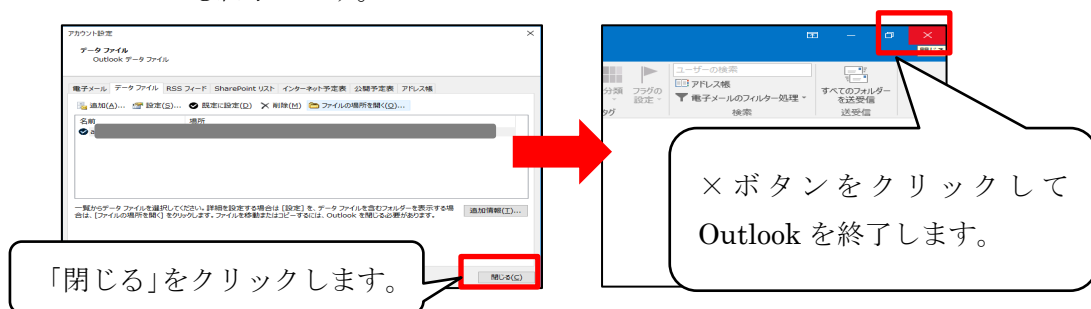 アカウント設定
データ ファイル
Outlook データ ファイル
電子メール データ ファイル RSS フィード SharePoint リスト インターネット予定表 公開予定表 アドレス帳
追加(A)... 設定(S)... 既定に設定(D) 削除(M) ファイルの場所を開く(O)...
名前 場所
a
一覧からデータ ファイルを選択してください。詳細を設定する場合は [設定] を、データ ファイルを含むフォルダーを表示する場
合は、[ファイルの場所を開く] をクリックします。ファイルを移動またはコピーするには、Outlook を閉じる必要があります。
追加情報(T)...
閉じる(C)
「閉じる」をクリックします。
ユーザーの検索
アドレス帳
電子メールのフィルター処理
検索
分類
フラグの
設定
タグ
すべてのフォルダー
を送受信
送受信
×ボタンをクリックして
Outlook を終了します。